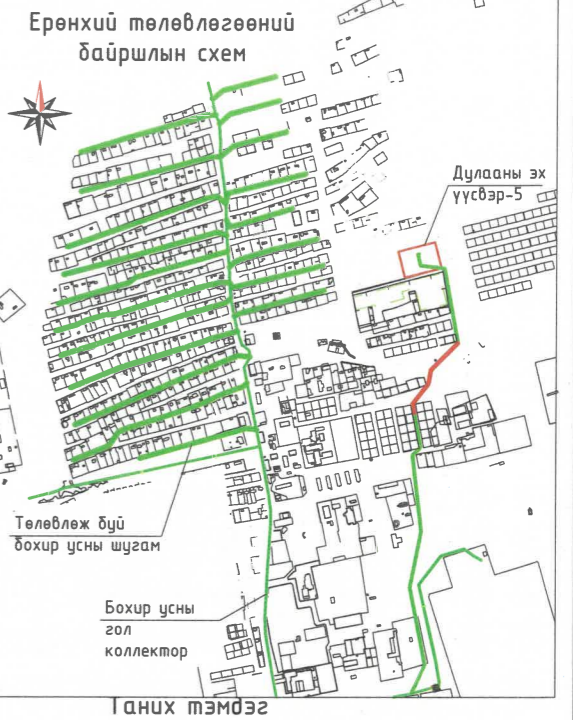 Ерөнхий төлөвлөгөөний
байршлын схем
Дулааны эх
үүсвэр-5
Төлөвлөж буй
бохир усны шугам
Бохир усны
гол
коллектор
Таних тэмдэг